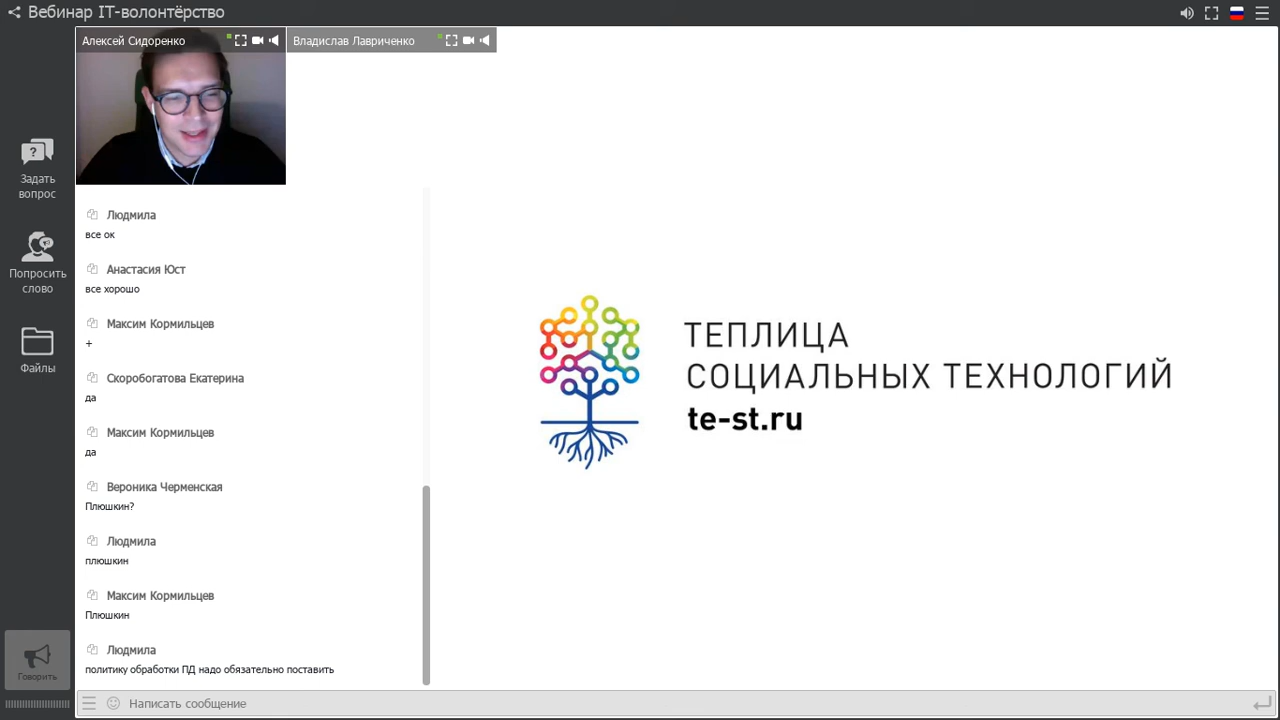 Вебинар IT-волонтёрство
Алексей Сидоренко
Владислав Лавриченко
Задать
вопрос
Попросить
слово
Файлы
Говорить
Людмила
все ок
Анастасия Юст
все хорошо
Максим Кормильцев
+
Скоробогатова Екатерина
да
Максим Кормильцев
да
Вероника Черменская
Плюшкин?
Людмила
плюшкин
Максим Кормильцев
Плюшкин
Людмила
политику обработки ПД надо обязательно поставить
Написать сообщение
ТЕПЛИЦА
СОЦИАЛЬНЫХ ТЕХНОЛОГИЙ
te-st.ru